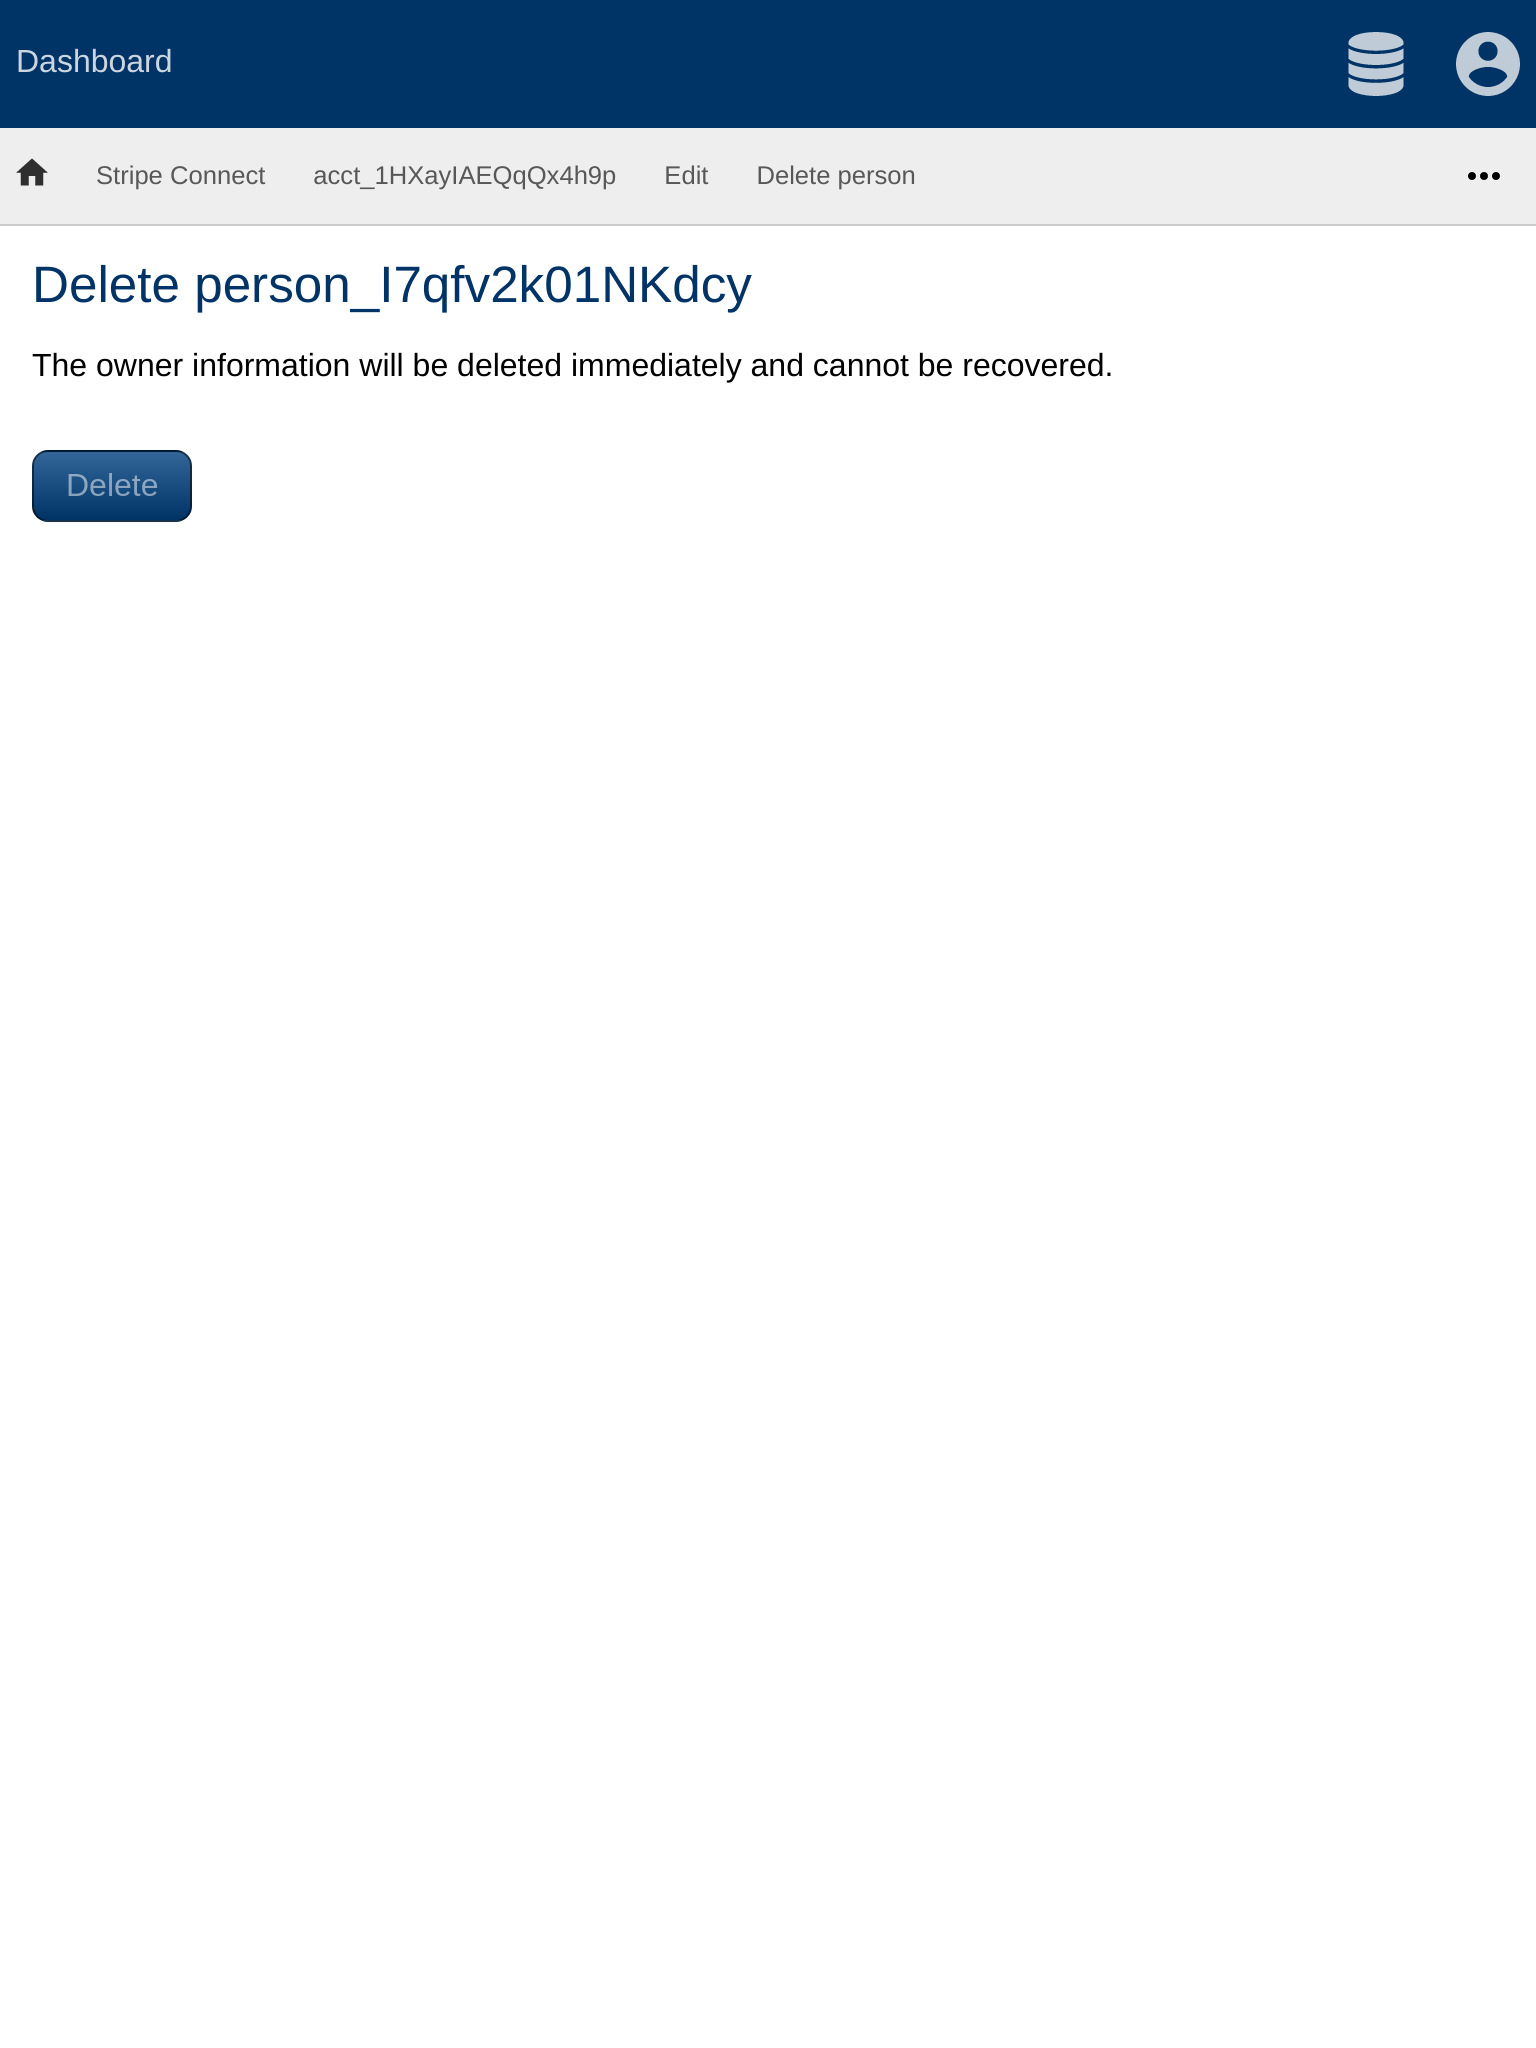 Dashboard
Stripe Connect acct_1HXayIAEQqQx4h9p Edit Delete person
Delete person_I7qfv2k01NKdcy
The owner information will be deleted immediately and cannot be recovered.
Delete